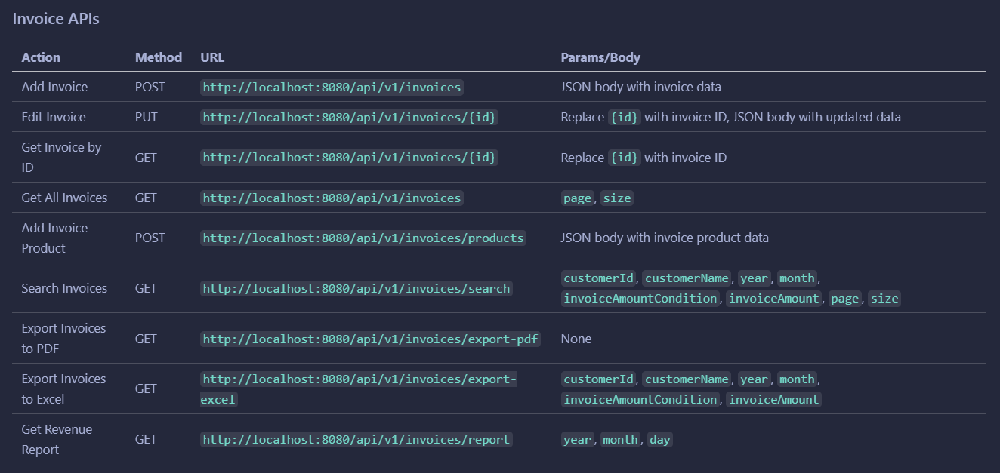 Invoice APIs
Action Method URL Params/Body
Add Invoice POST http://localhost:8080/api/v1/invoices JSON body with invoice data
Edit Invoice PUT http://localhost:8080/api/v1/invoices/{id} Replace {id} with invoice ID, JSON body with updated data
Get Invoice by
ID GET http://localhost:8080/api/v1/invoices/{id} Replace {id} with invoice ID
Get All Invoices GET http://localhost:8080/api/v1/invoices page, size
Add Invoice
Product POST http://localhost:8080/api/v1/invoices/products JSON body with invoice product data
Search Invoices GET http://localhost:8080/api/v1/invoices/search customerId, customerName, year, month,
invoiceAmountCondition, invoiceAmount, page, size
Export Invoices
to PDF GET http://localhost:8080/api/v1/invoices/export-pdf None
Export Invoices
to Excel GET http://localhost:8080/api/v1/invoices/export-
excel customerId, customerName, year, month,
invoiceAmountCondition, invoiceAmount
Get Revenue
Report GET http://localhost:8080/api/v1/invoices/report year, month, day